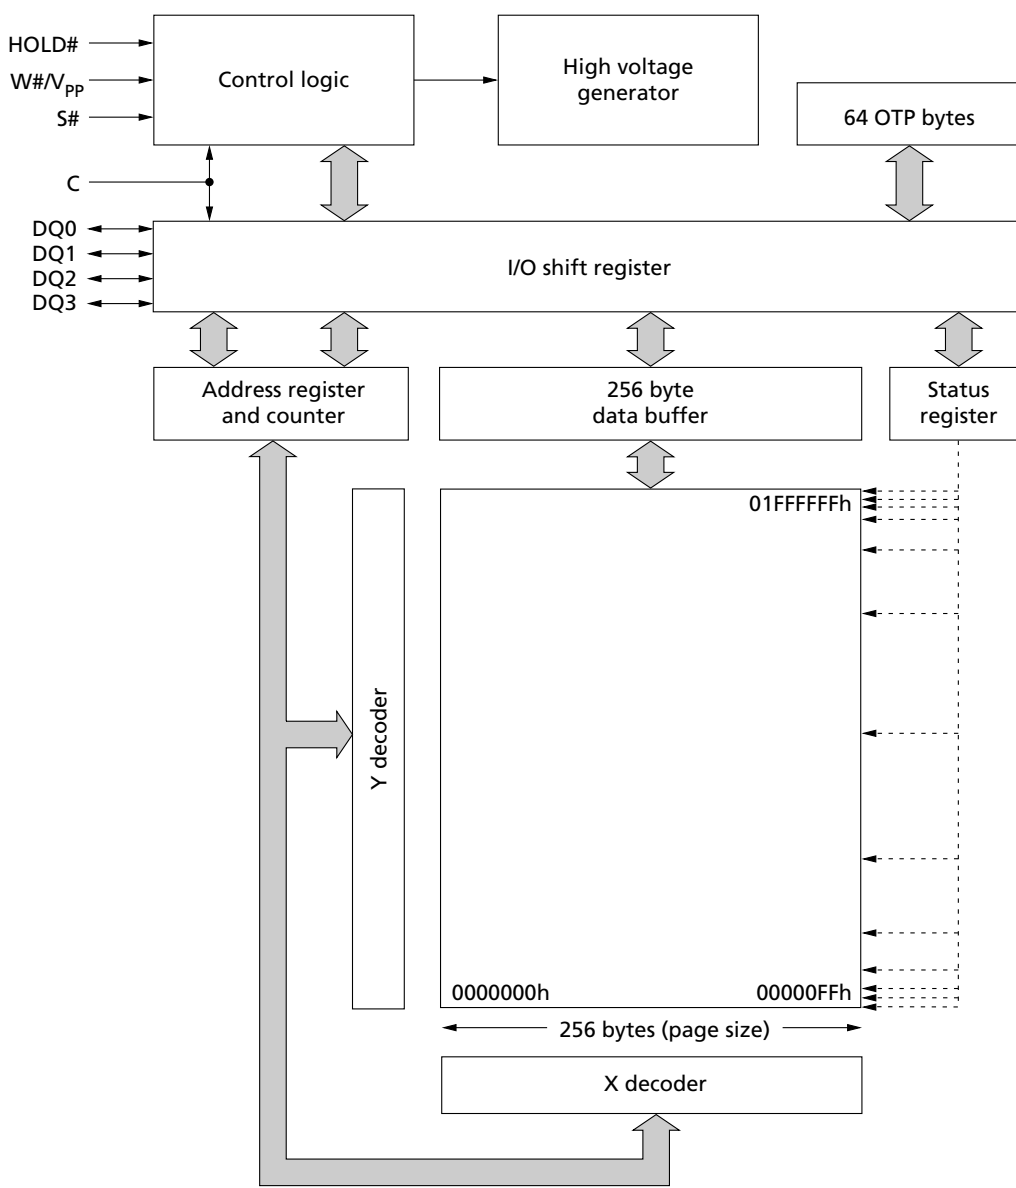 HOLD#
W#/VPP
S#
Control logic
High voltage
generator
64 OTP bytes
C
DQ0
DQ1
DQ2
DQ3
I/O shift register
Address register
and counter
256 byte
data buffer
Status
register
01FFFFFFh
Y decoder
0000000h
00000FFh
256 bytes (page size)
X decoder